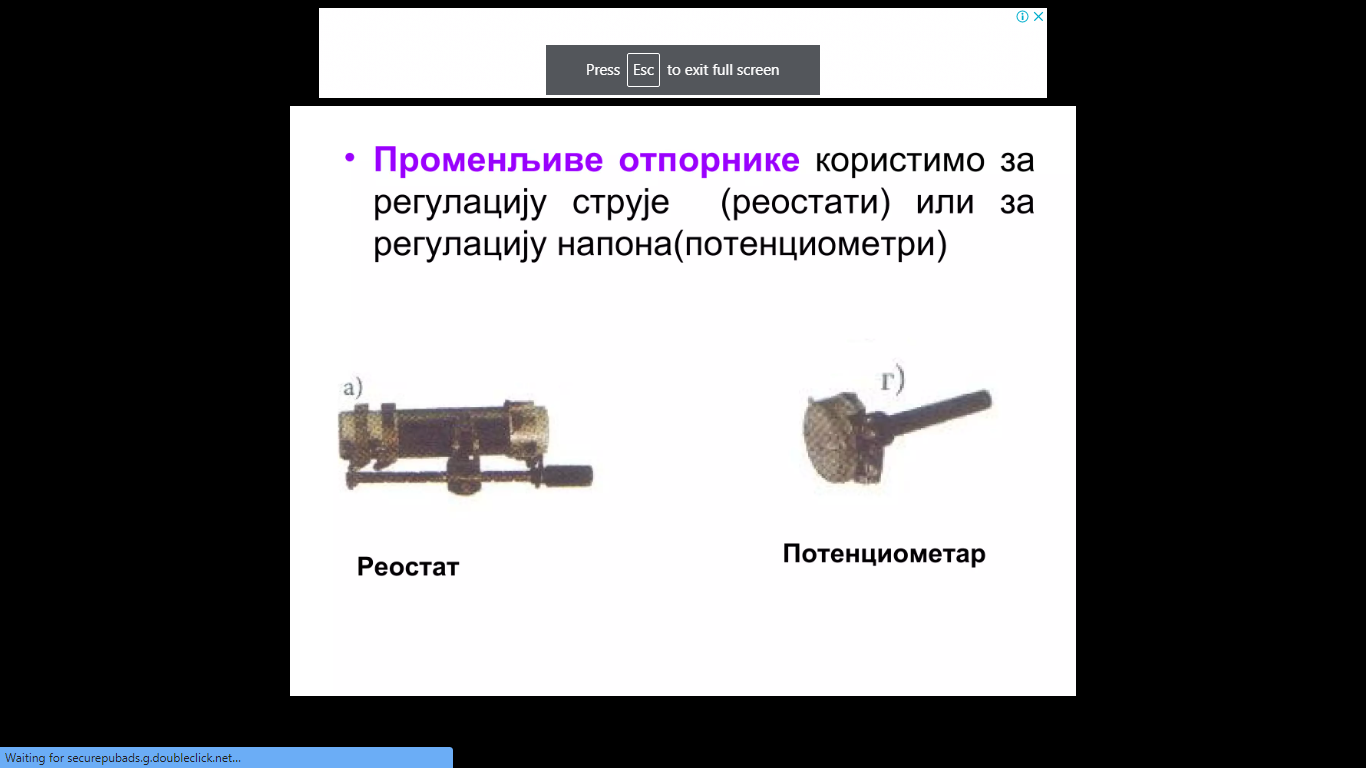 Press Esc to exit full screen
• Променљиве отпорнике користимо за
регулацију струје (реостати) или за
регулацију напона(потенциометри)
а)
г)
Реостат
Потенциометар
Waiting for securepubads.g.doubleclick.net...